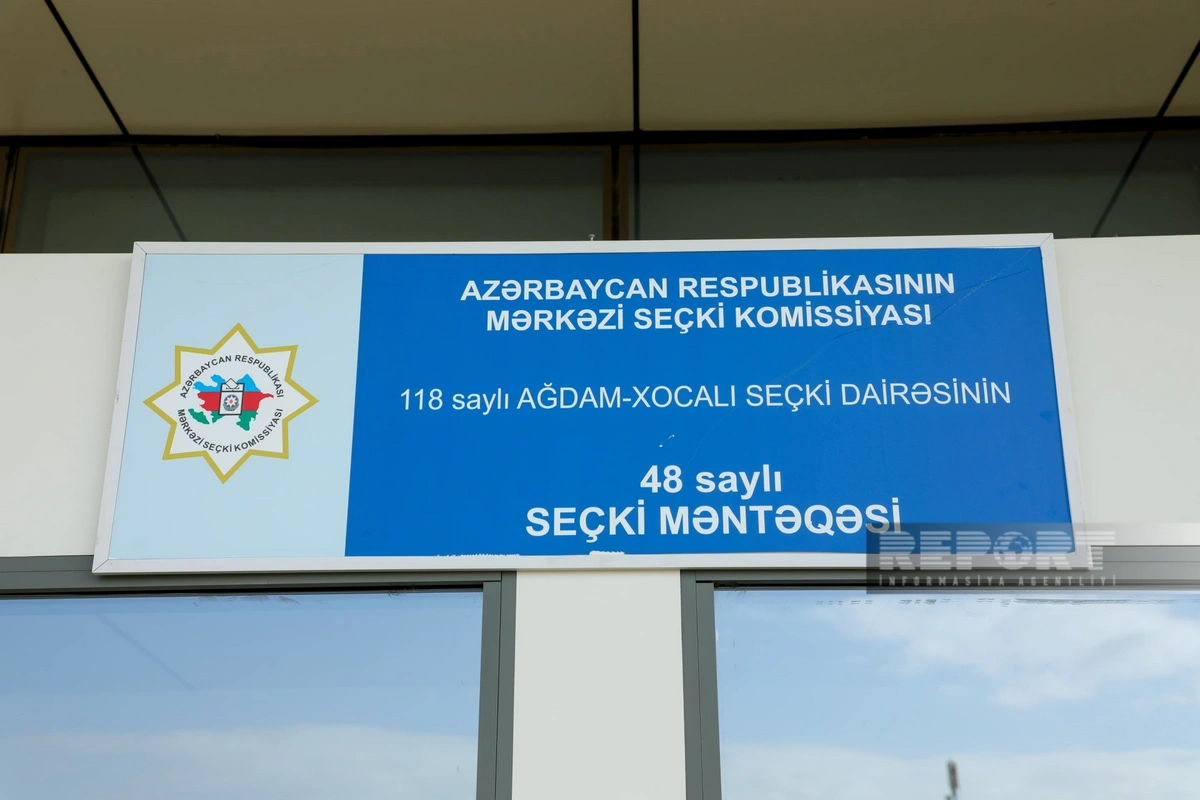 AZƏRBAYCAN RESPUBLİKASININ
MƏRKƏZİ SEÇKİ KOMİSSİYASI
118 saylı AĞDAM-XOCALI SEÇKİ DAİRƏSİNİN
48 saylı
SEÇKİ MƏNTƏQƏSİ
AZƏRBAYCAN RESPUBLİKASI
MƏRKƏZİ SEÇKİ KOMİSSİYASI
REPORT
İNFORMASİYA AGENTLİYİ